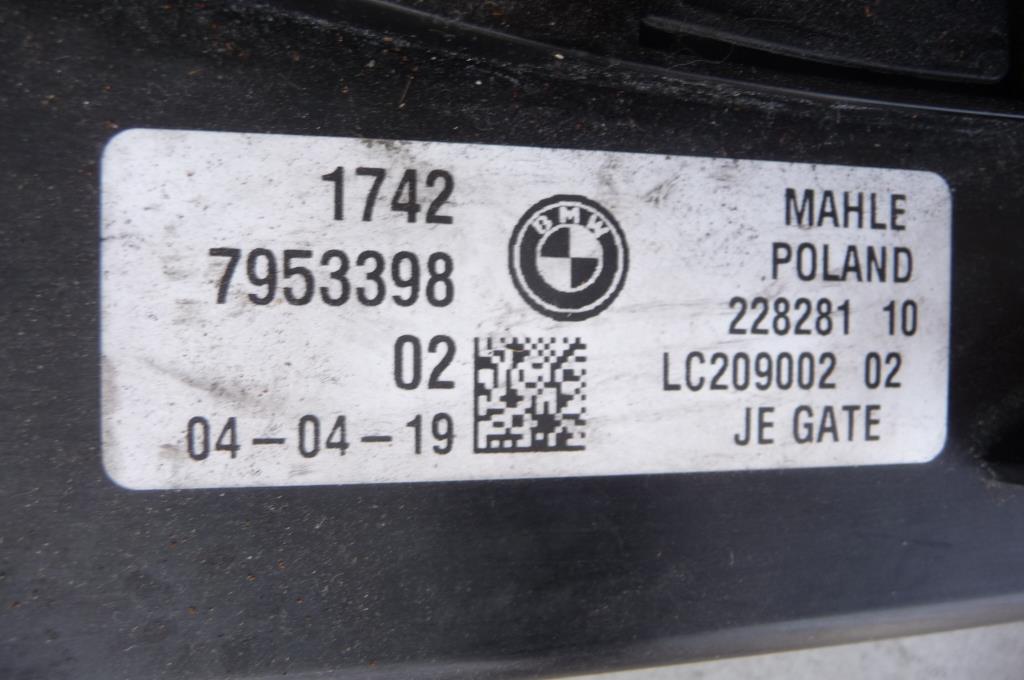 1742
7953398
02
04-04-19
BMW
MAHLE
POLAND
228281 10
LC209002 02
JE GATE